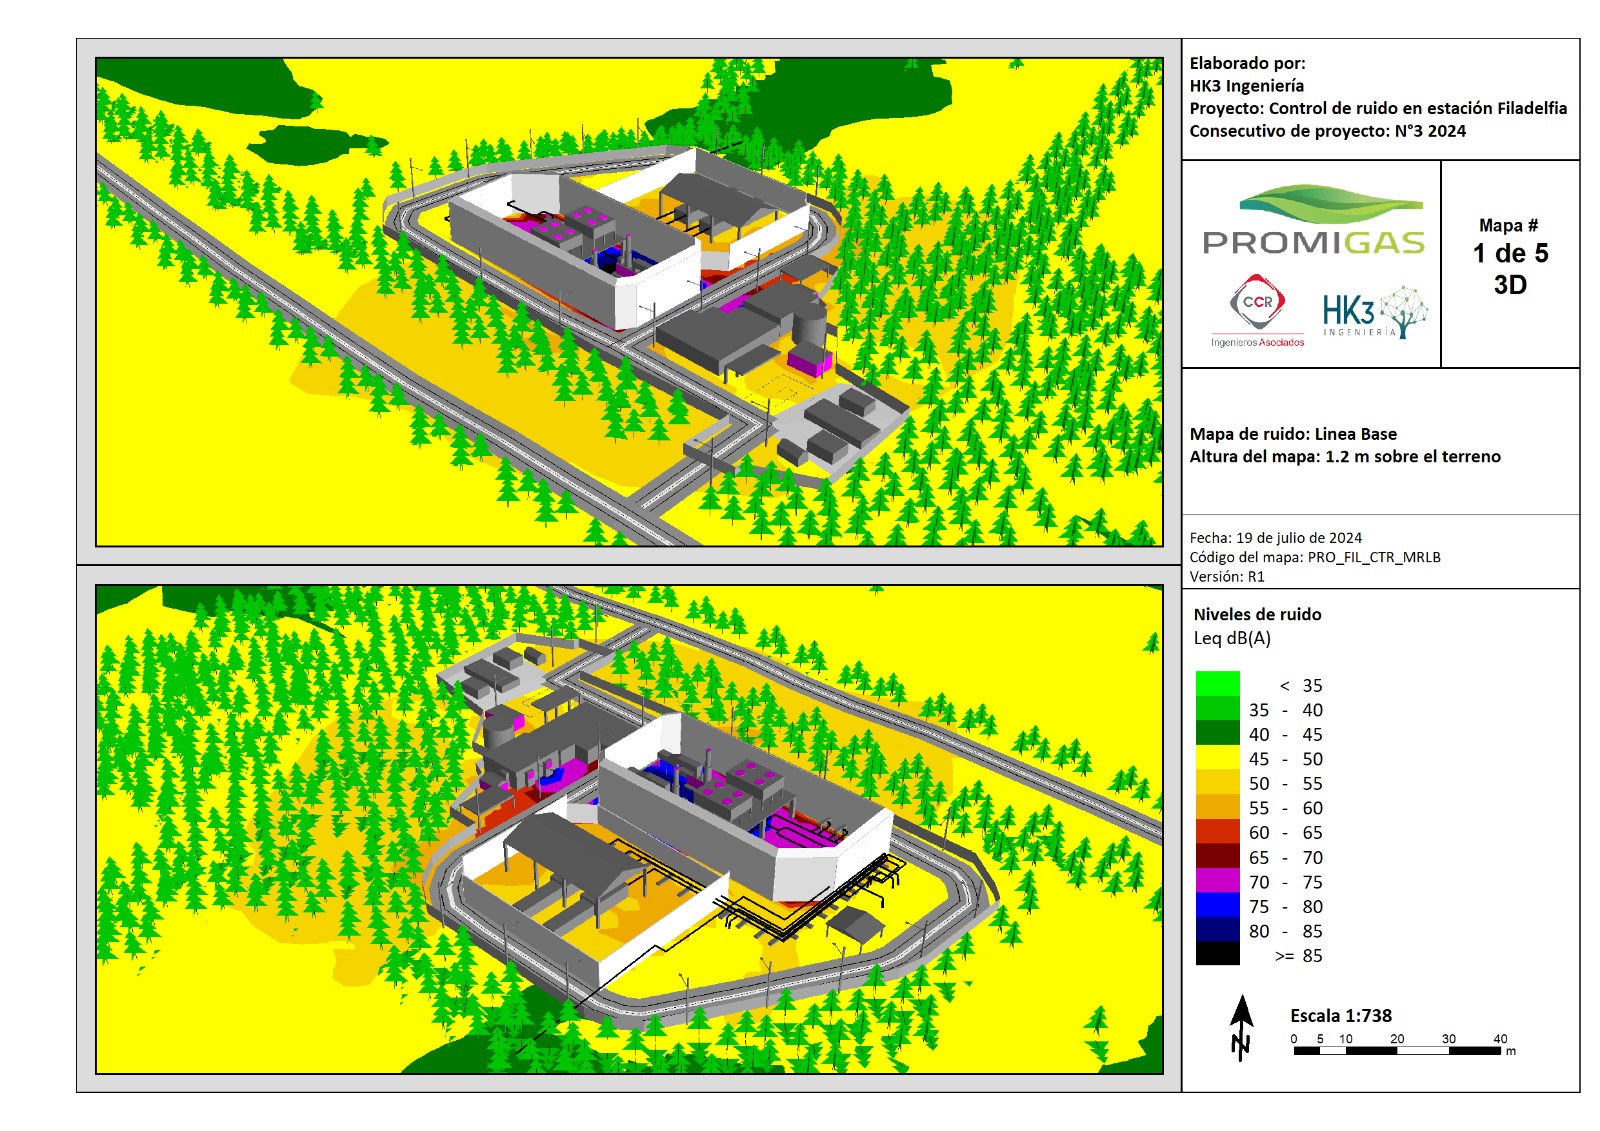 Elaborado por:
HK3 Ingeniería
Proyecto: Control de ruido en estación Filadelfia
Consecutivo de proyecto: N°3 2024
PROMIGAS
CCR
Ingenieros Asociados
HK3
INGENIERÍA
Mapa #
1 de 5
3D
Mapa de ruido: Linea Base
Altura del mapa: 1.2 m sobre el terreno
Fecha: 19 de julio de 2024
Código del mapa: PRO_FIL_CTR_MRLB
Versión: R1
Niveles de ruido
Leq dB(A)
< 35
35 - 40
40 - 45
45 - 50
50 - 55
55 - 60
60 - 65
65 - 70
70 - 75
75 - 80
80 - 85
>= 85
N
Escala 1:738
0 5 10 20 30 40
m